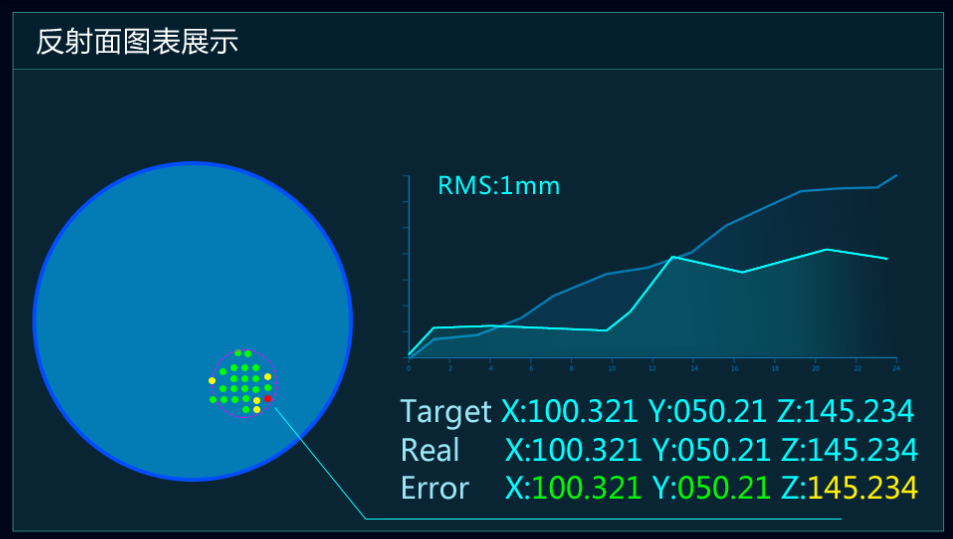 反射面图表展示
RMS:1mm
0 2 4 6 8 10 12 14 16 18 20 22 24
Target X:100.321 Y:050.21 Z:145.234
Real X:100.321 Y:050.21 Z:145.234
Error X:100.321 Y:050.21 Z:145.234